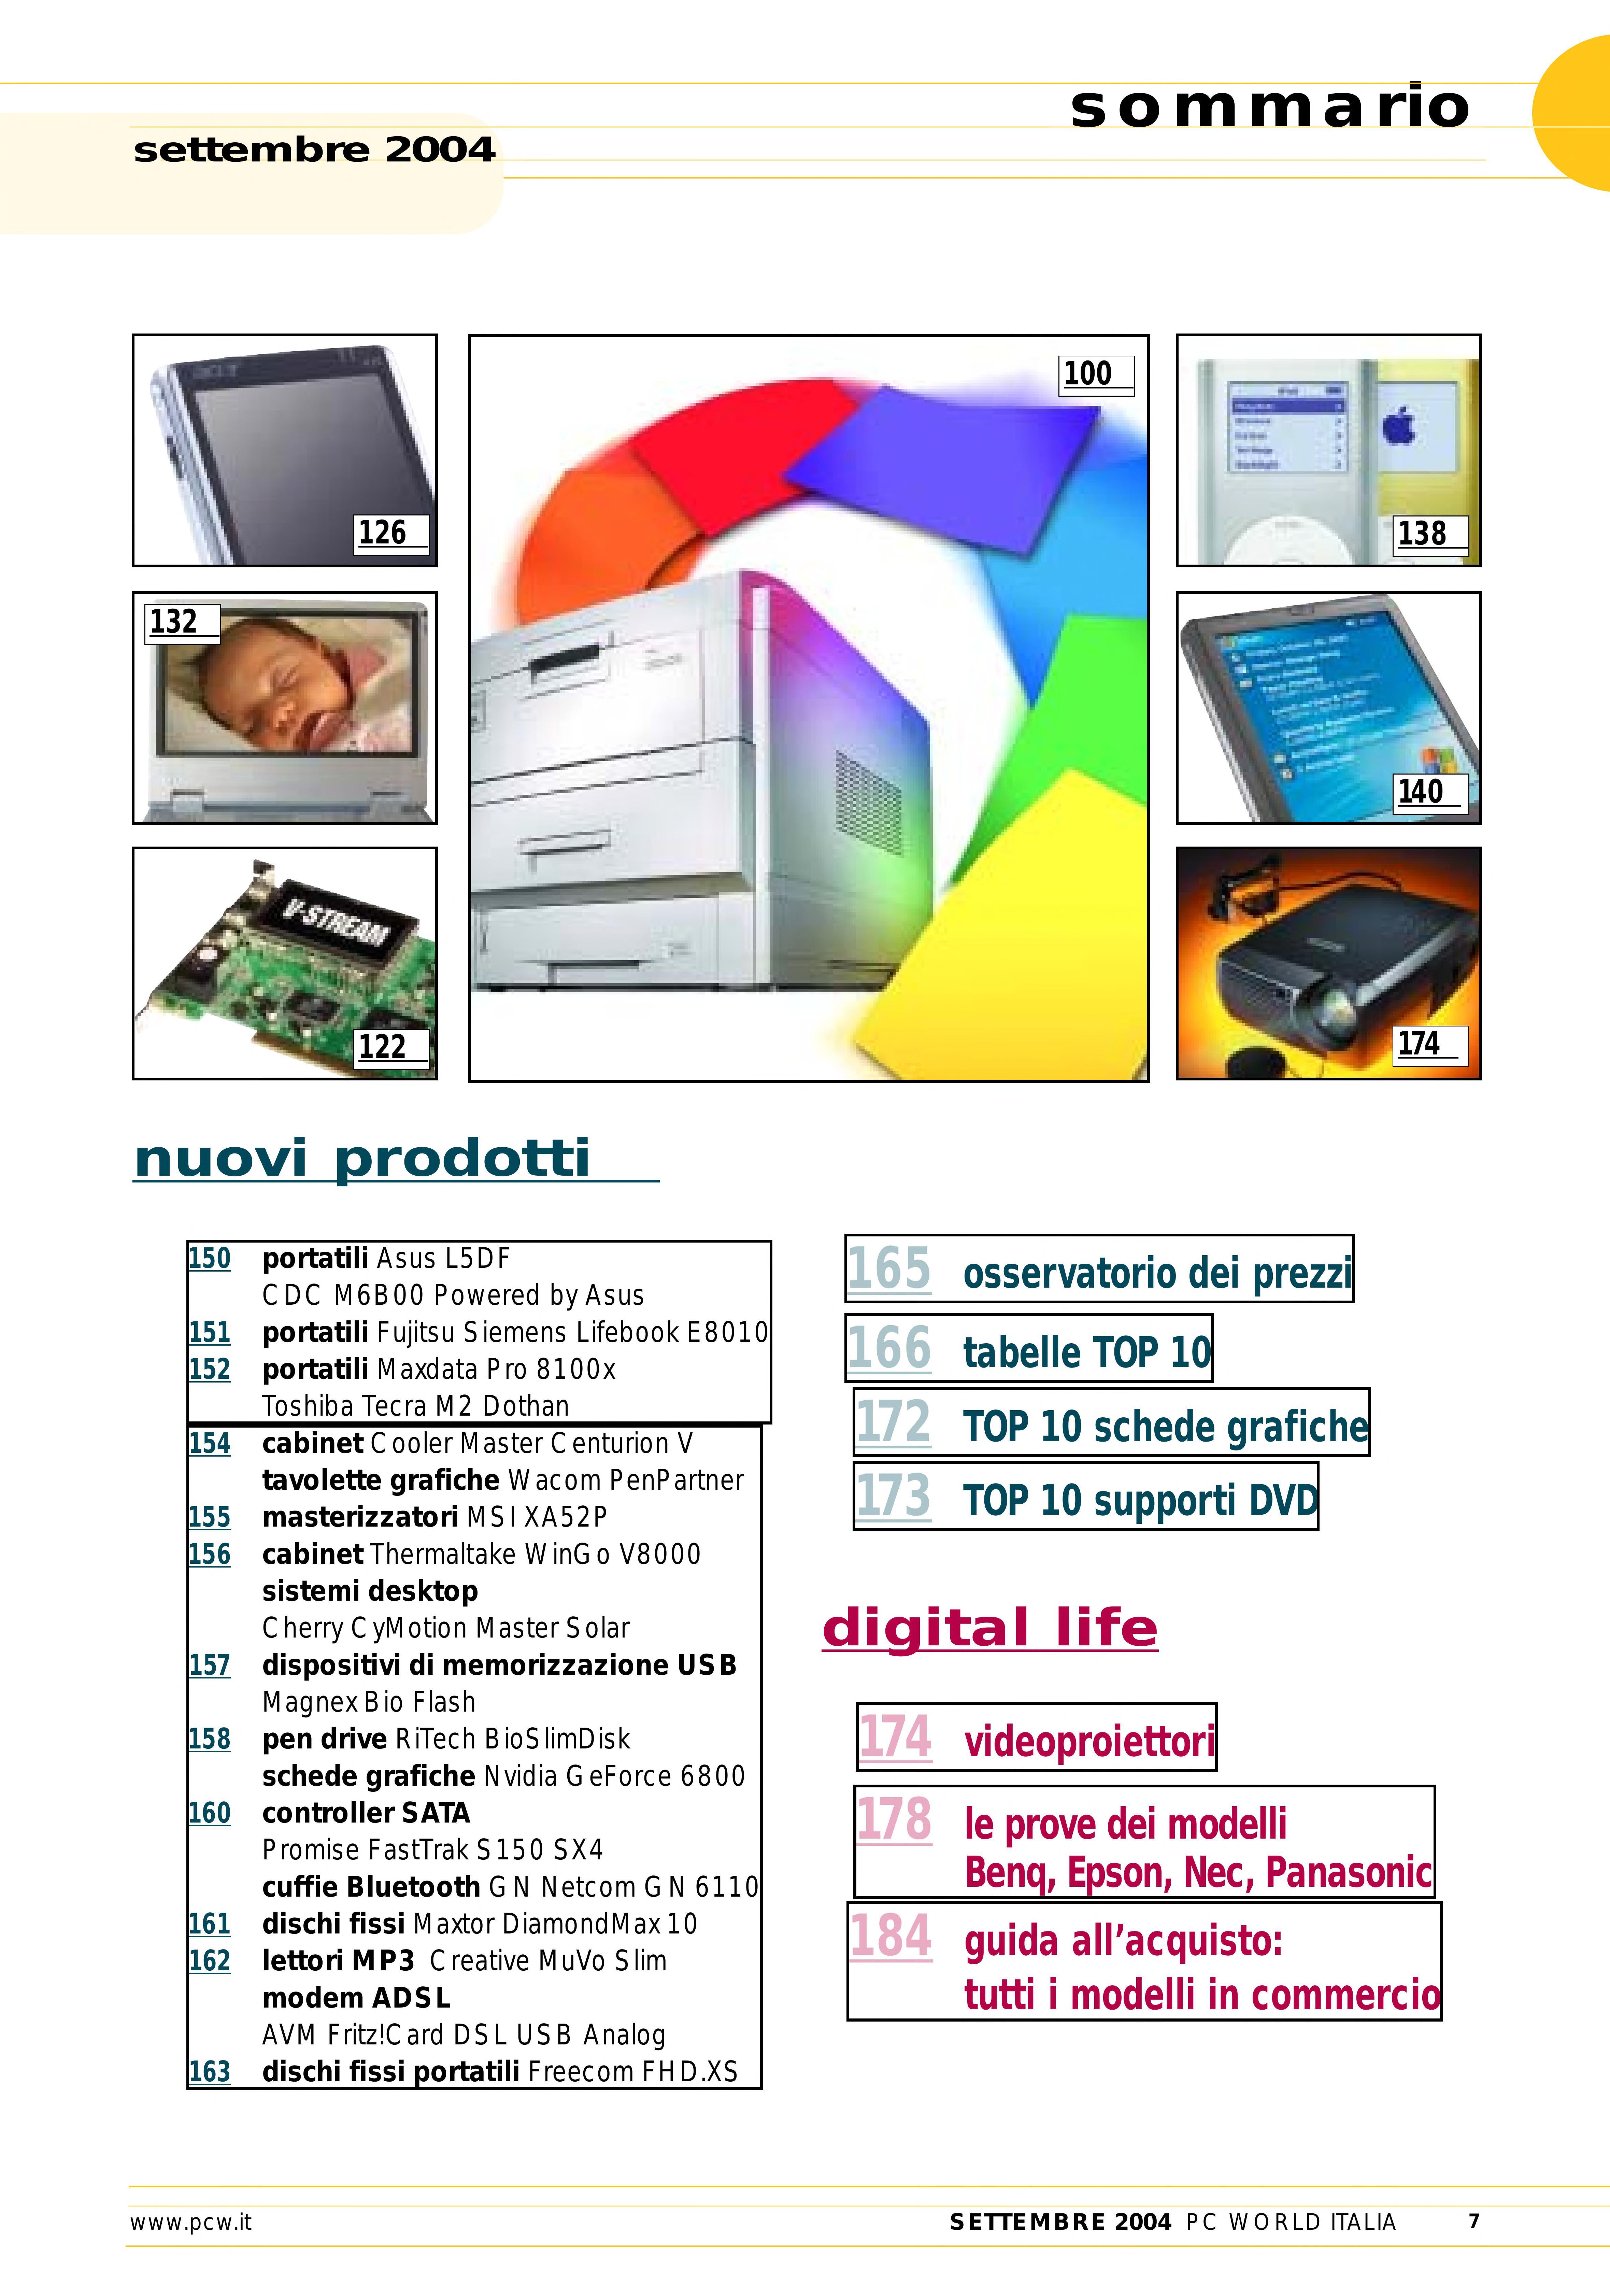 sommario
settembre 2004
126
100
138
132
140
V-STREAM
122
174
nuovi prodotti
150 portatili Asus L5DF
CDC M6B00 Powered by Asus
151 portatili Fujitsu Siemens Lifebook E8010
152 portatili Maxdata Pro 8100x
Toshiba Tecra M2 Dothan
154 cabinet Cooler Master Centurion V
tavolette grafiche Wacom PenPartner
155 masterizzatori MSI XA52P
156 cabinet Thermaltake WinGo V8000
sistemi desktop
Cherry CyMotion Master Solar
157 dispositivi di memorizzazione USB
Magnex Bio Flash
158 pen drive RiTech BioSlimDisk
schede grafiche Nvidia GeForce 6800
160 controller SATA
Promise FastTrak S150 SX4
cuffie Bluetooth GN Netcom GN 6110
161 dischi fissi Maxtor DiamondMax 10
162 lettori MP3 Creative MuVo Slim
modem ADSL
AVM Fritz!Card DSL USB Analog
163 dischi fissi portatili Freecom FHD.XS
165 osservatorio dei prezzi
166 tabelle TOP 10
172 TOP 10 schede grafiche
173 TOP 10 supporti DVD
digital life
174 videoproiettori
178 le prove dei modelli
Benq, Epson, Nec, Panasonic
184 guida all’acquisto:
tutti i modelli in commercio
www.pcw.it
SETTEMBRE 2004 PC WORLD ITALIA 7